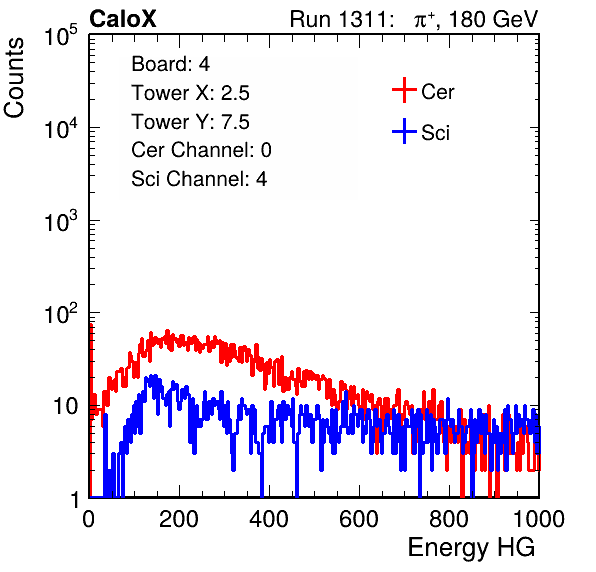 CaloX Run 1311: π⁺, 180 GeV
Counts
Board: 4
Tower X: 2.5
Tower Y: 7.5
Cer Channel: 0
Sci Channel: 4
Cer
Sci
10⁵
10⁴
10³
10²
10
1
0 200 400 600 800 1000
Energy HG